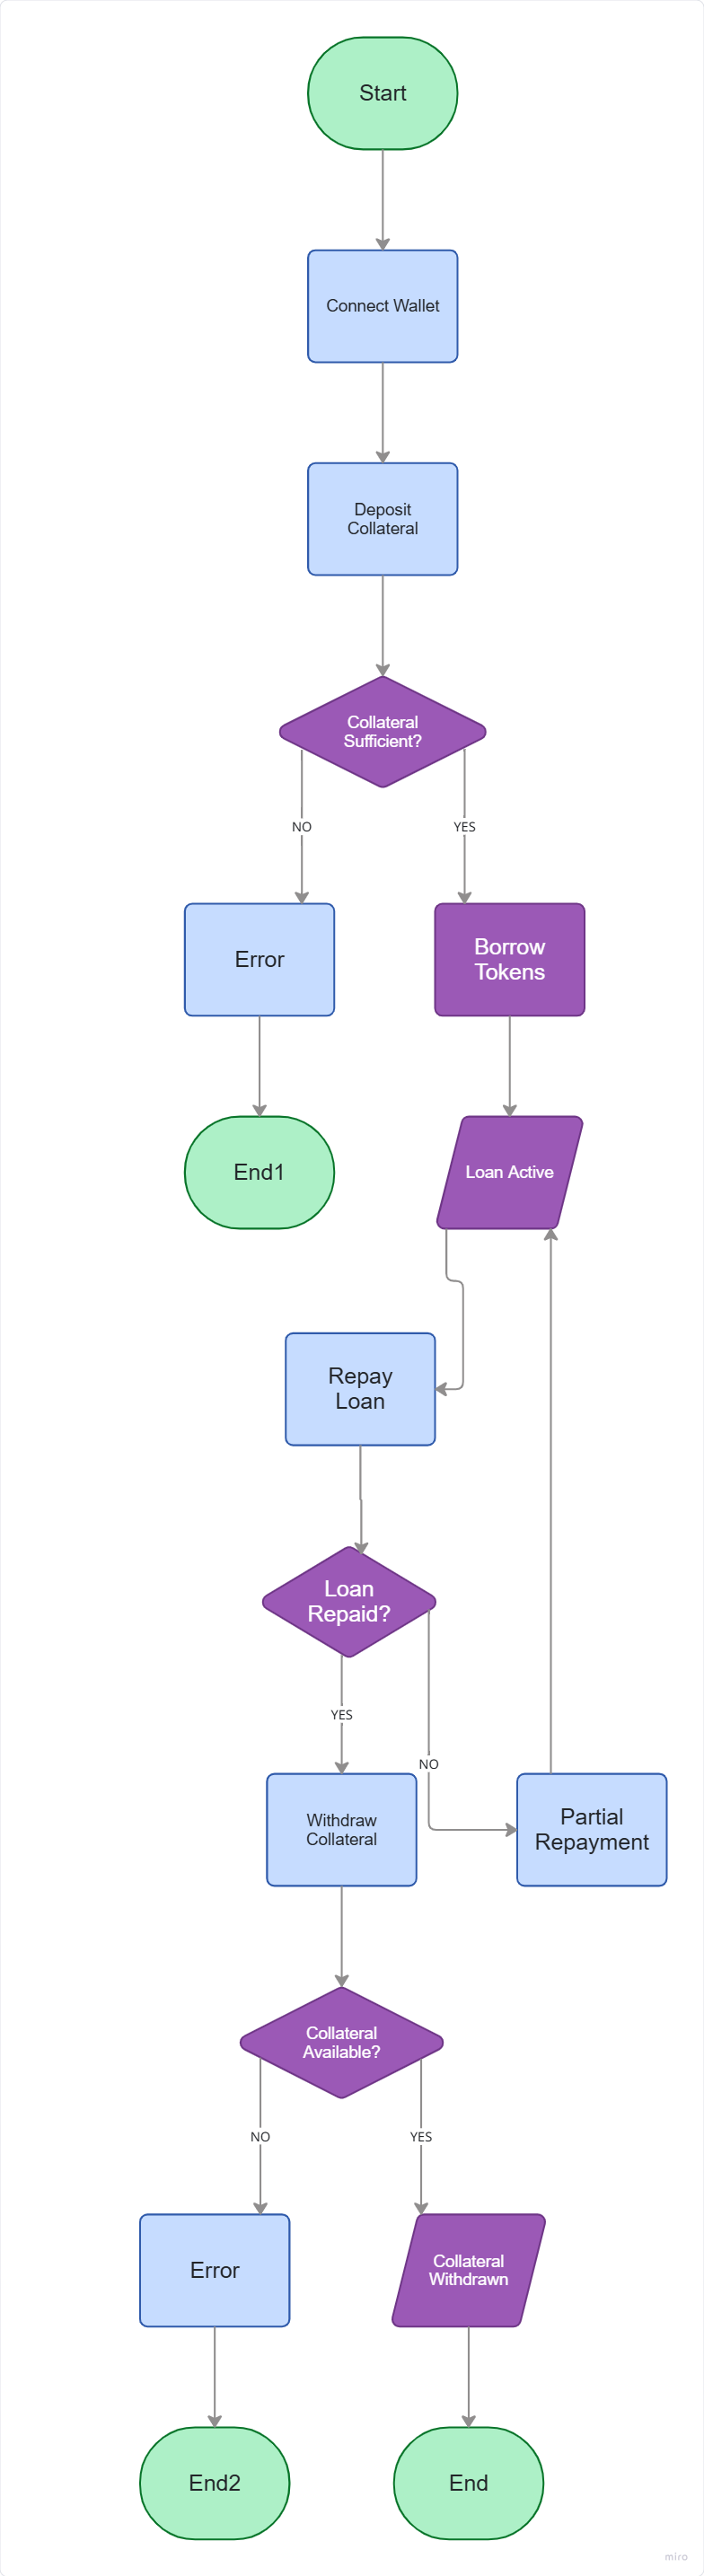 Start
Connect Wallet
Deposit
Collateral
Collateral
Sufficient?
NO
YES
Error
Borrow
Tokens
End1
Loan Active
Repay
Loan
Loan
Repaid?
YES
NO
Withdraw
Collateral
Partial
Repayment
Collateral
Available?
NO
YES
Error
Collateral
Withdrawn
End2
End
miro